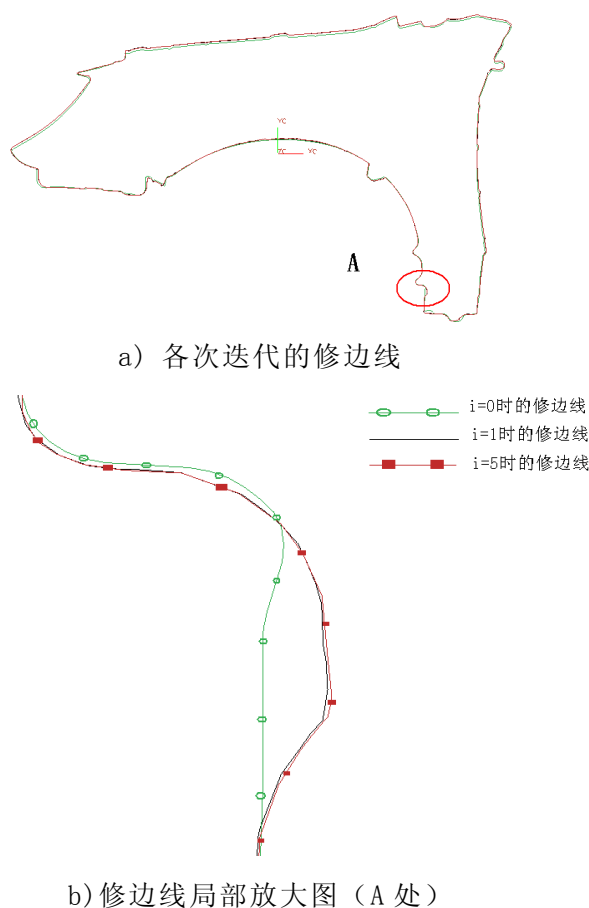 YC
ZC YC
A
a) 各次迭代的修边线
i=0时的修边线
i=1时的修边线
i=5时的修边线
b)修边线局部放大图（A 处）